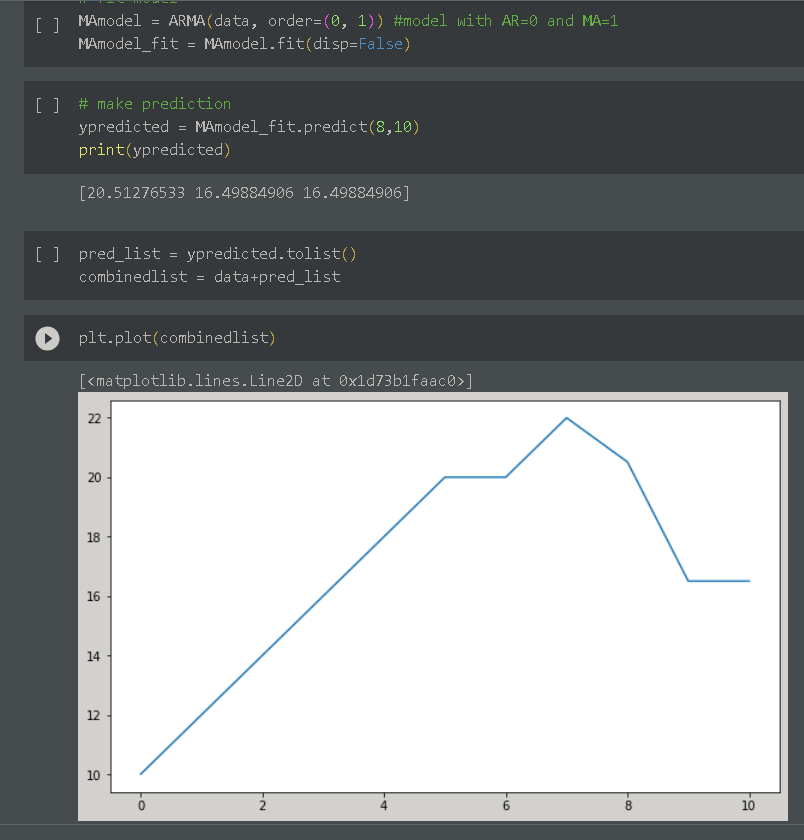 # fit model
[ ] MAmodel = ARMA(data, order=(0, 1)) #model with AR=0 and MA=1
MAmodel_fit = MAmodel.fit(disp=False)
[ ] # make prediction
ypredicted = MAmodel_fit.predict(8,10)
print(ypredicted)
[20.51276533 16.49884906 16.49884906]
[ ] pred_list = ypredicted.tolist()
combinedlist = data+pred_list
plt.plot(combinedlist)
[<matplotlib.lines.Line2D at 0x1d73b1faac0>]
22
20
18
16
14
12
10
0 2 4 6 8 10